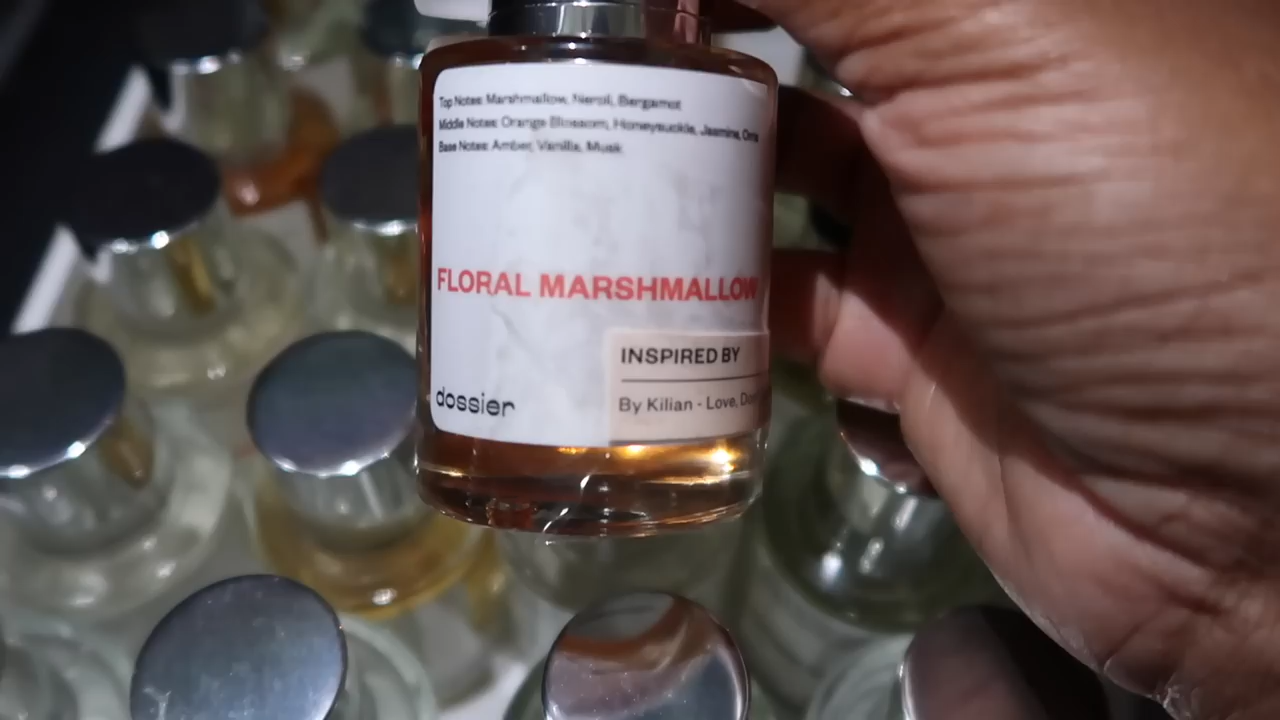 Top Notes: Marshmallow, Neroli, Bergamot
Middle Notes: Orange Blossom, Honeysuckle, Jasmine,
Base Notes: Amber, Vanilla, Musk
FLORAL MARSHMALLOW
INSPIRED BY
By Kilian - Love,
dossier